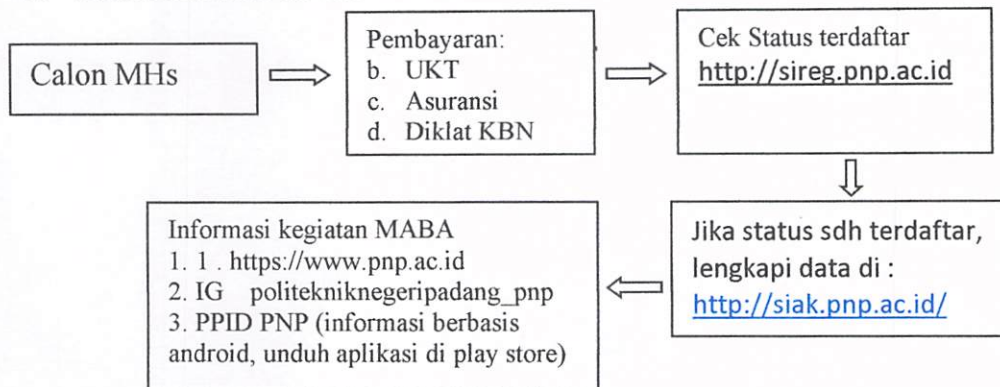 Calon MHs
Pembayaran:
b. UKT
c. Asuransi
d. Diklat KBN
Cek Status terdaftar
http://sireg.pnp.ac.id
Jika status sdh terdaftar,
lengkapi data di :
http://siak.pnp.ac.id/
Informasi kegiatan MABA
1. 1 . https://www.pnp.ac.id
2. IG politekniknegeripadang_pnp
3. PPID PNP (informasi berbasis
android, unduh aplikasi di play store)